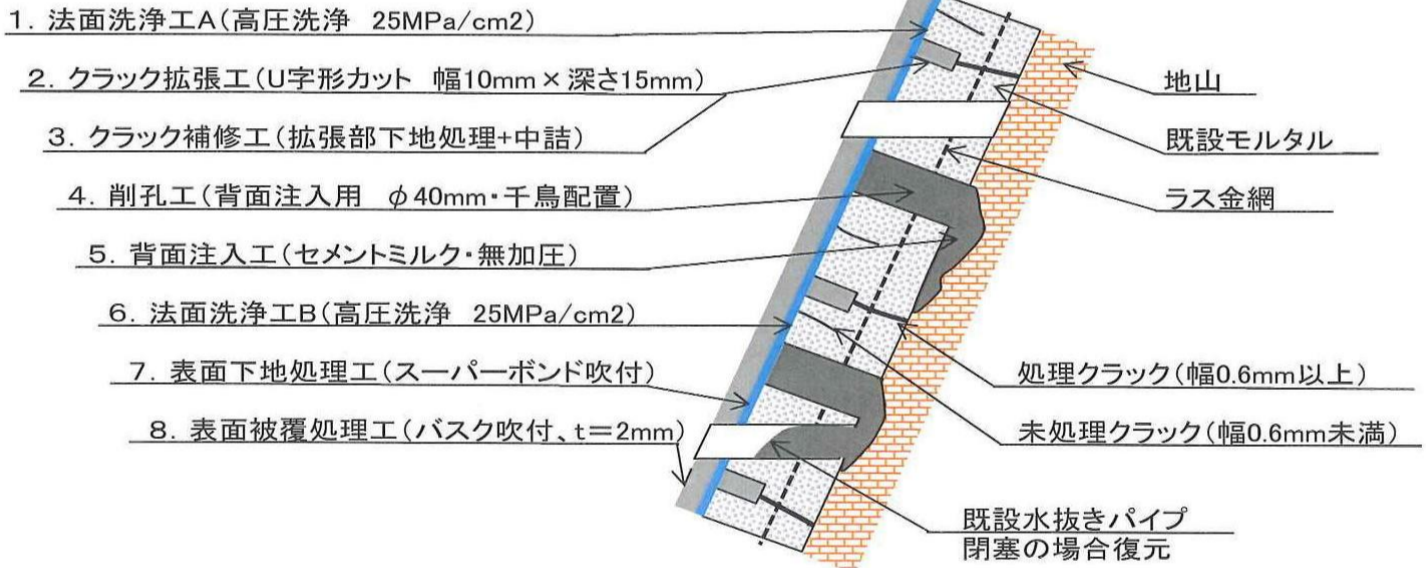 1. 法面洗浄工A(高圧洗浄 25MPa/cm2)
2. クラック拡張工(U字形カット 幅10mm×深さ15mm)
3. クラック補修工(拡張部下地処理+中詰)
4. 削孔工(背面注入用 φ40mm・千鳥配置)
5. 背面注入工(セメントミルク・無加圧)
6. 法面洗浄工B(高圧洗浄 25MPa/cm2)
7. 表面下地処理工(スーパーボンド吹付)
8. 表面被覆処理工(バスク吹付、t=2mm)
地山
既設モルタル
ラス金網
処理クラック(幅0.6mm以上)
未処理クラック(幅0.6mm未満)
既設水抜きパイプ
閉塞の場合復元